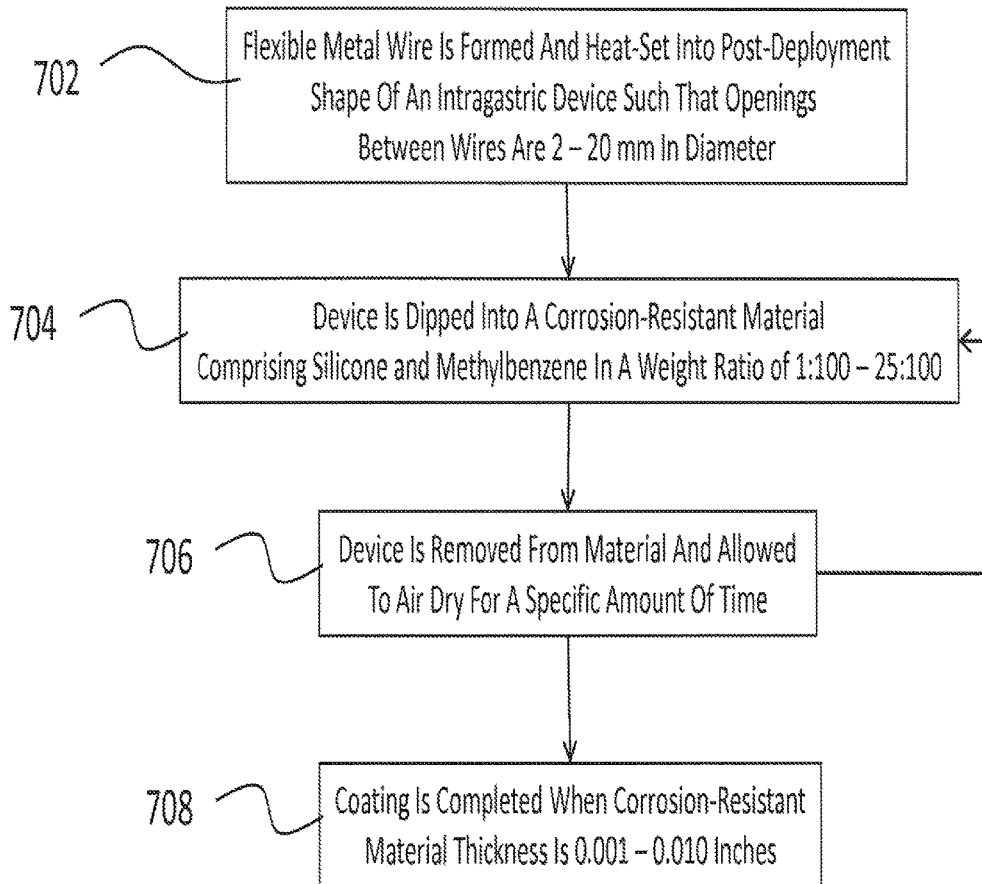 702
Flexible Metal Wire Is Formed And Heat-Set Into Post-Deployment
Shape Of An Intragastric Device Such That Openings
Between Wires Are 2 – 20 mm In Diameter
704
Device Is Dipped Into A Corrosion-Resistant Material
Comprising Silicone and Methylbenzene In A Weight Ratio of 1:100 – 25:100
706
Device Is Removed From Material And Allowed
To Air Dry For A Specific Amount Of Time
708
Coating Is Completed When Corrosion-Resistant
Material Thickness Is 0.001 – 0.010 Inches